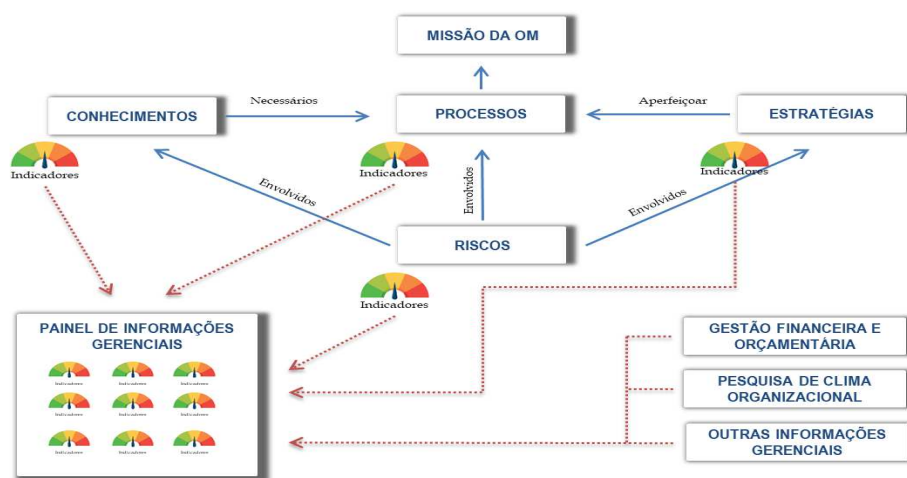 MISSÃO DA OM
CONHECIMENTOS
Necessários
PROCESSOS
Aperfeiçoar
ESTRATÉGIAS
Indicadores
Indicadores
Indicadores
Envolvidos
Envolvidos
Envolvidos
RISCOS
Indicadores
PAINEL DE INFORMAÇÕES
GERENCIAIS
Indicadores
Indicadores
Indicadores
Indicadores
Indicadores
Indicadores
Indicadores
Indicadores
Indicadores
GESTÃO FINANCEIRA E
ORÇAMENTÁRIA
PESQUISA DE CLIMA
ORGANIZACIONAL
OUTRAS INFORMAÇÕES
GERENCIAIS